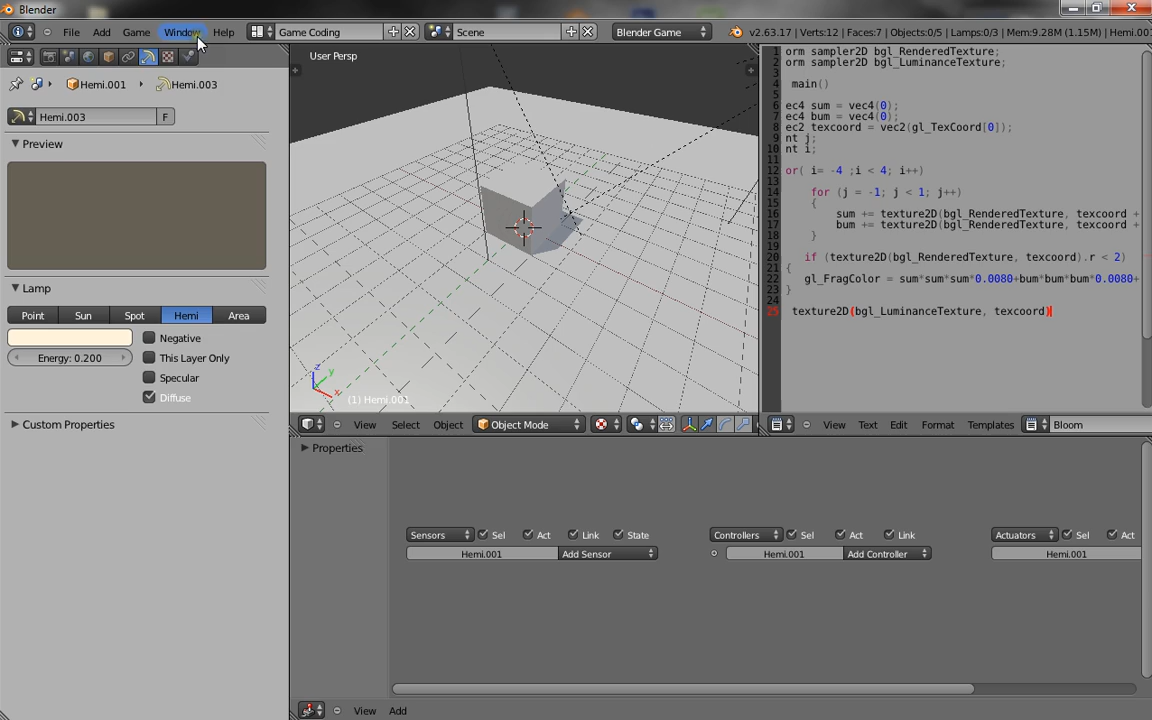 Blender
File Add Game Window Help Game Coding Scene Blender Game v2.63.17 | Verts:12 | Faces:7 | Objects:0/5 | Lamps:0/3 | Mem:9.28M (1.15M) | Hemi.00
Hemi.001 Hemi.003
Hemi.003 F
Preview
Lamp
Point Sun Spot Hemi Area
Negative
Energy: 0.200 This Layer Only
Specular
Diffuse
Custom Properties
User Persp
z
y
x
(1) Hemi.001
View Select Object Object Mode
1 orm sampler2D bgl_RenderedTexture;
2 orm sampler2D bgl_LuminanceTexture;
3
4 main()
5
6 ec4 sum = vec4(0);
7 ec4 bum = vec4(0);
8 ec2 texcoord = vec2(gl_TexCoord[0]);
9 nt j;
10 nt i;
11
12 or( i= -4 ;i < 4; i++)
13
14 for (j = -1; j < 1; j++)
15 {
16 sum += texture2D(bgl_RenderedTexture, texcoord +
17 bum += texture2D(bgl_RenderedTexture, texcoord +
18 }
19
20 if (texture2D(bgl_RenderedTexture, texcoord).r < 2)
21 {
22 gl_FragColor = sum*sum*sum*0.0080+bum*bum*bum*0.0080+
23 }
24
25 texture2D(bgl_LuminanceTexture, texcoord)
View Text Edit Format Templates Bloom
Properties
Sensors Sel Act Link State Controllers Sel Act Link Actuators Sel Act
Hemi.001 Add Sensor Hemi.001 Add Controller Hemi.001
View Add